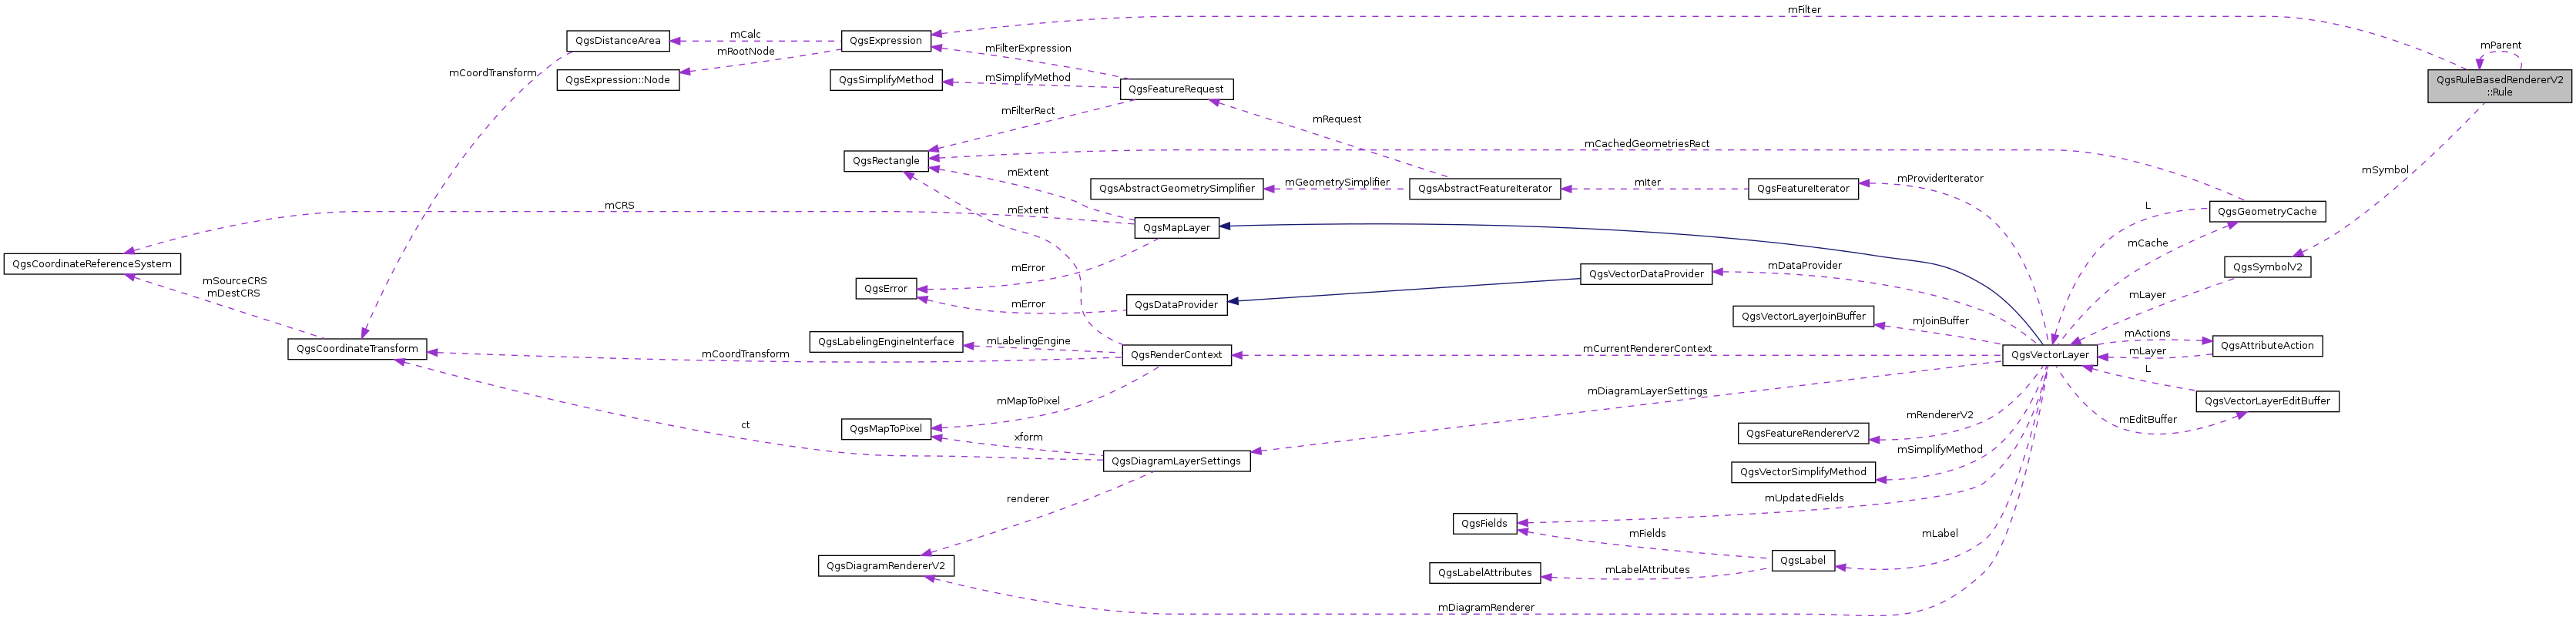 mFilter
QgsDistanceArea
mCalc
QgsExpression
mParent
mRootNode
mFilterExpression
mCoordTransform
QgsExpression::Node
QgsSimplifyMethod
mSimplifyMethod
QgsFeatureRequest
QgsRuleBasedRendererV2
::Rule
mFilterRect
mRequest
mCachedGeometriesRect
QgsRectangle
mExtent
mSymbol
QgsAbstractGeometrySimplifier
mGeometrySimplifier
QgsAbstractFeatureIterator
mIter
QgsFeatureIterator
mProviderIterator
mCRS
mExtent
L
QgsGeometryCache
QgsMapLayer
mCache
QgsCoordinateReferenceSystem
mError
mDataProvider
QgsSymbolV2
QgsVectorDataProvider
mSourceCRS
mDestCRS
QgsError
mLayer
mError
QgsDataProvider
QgsVectorLayerJoinBuffer
mJoinBuffer
mActions
QgsLabelingEngineInterface
mLabelingEngine
QgsAttributeAction
QgsCoordinateTransform
mCoordTransform
QgsRenderContext
mCurrentRendererContext
QgsVectorLayer
mLayer
L
mDiagramLayerSettings
QgsVectorLayerEditBuffer
mMapToPixel
mRendererV2
mEditBuffer
ct
QgsMapToPixel
xform
QgsFeatureRendererV2
mSimplifyMethod
QgsDiagramLayerSettings
QgsVectorSimplifyMethod
renderer
mUpdatedFields
QgsFields
mFields
mLabel
QgsDiagramRendererV2
QgsLabel
QgsLabelAttributes
mLabelAttributes
mDiagramRenderer